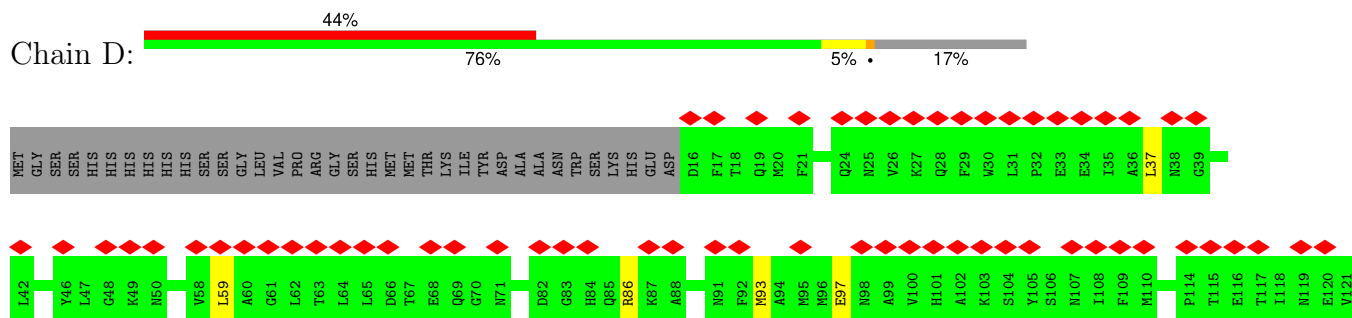 44%
Chain D:
76% 5% • 17%
MET GLY SER SER HIS HIS HIS HIS HIS HIS SER SER GLY LEU VAL PRO ARG GLY SER HIS MET MET THR LYS ILE TYR ASP ALA ALA ASN TRP SER LYS HIS GLU ASP D16 F17 T18 Q19 M20 F21 Q24 N25 V26 K27 Q28 F29 W30 L31 P32 E33 E34 I35 A36 L37 N38 G39
L42 Y46 L47 G48 K49 N50 V58 L59 A60 G61 L62 T63 L64 L65 D66 T67 E68 Q69 G70 N71 D82 G83 H84 Q85 R86 K87 A88 N91 F92 M93 A94 M95 M96 E97 N98 A99 V100 H101 A102 K103 S104 Y105 S106 N107 I108 F109 M110 P114 T115 E116 T117 I118 N119 E120 V121